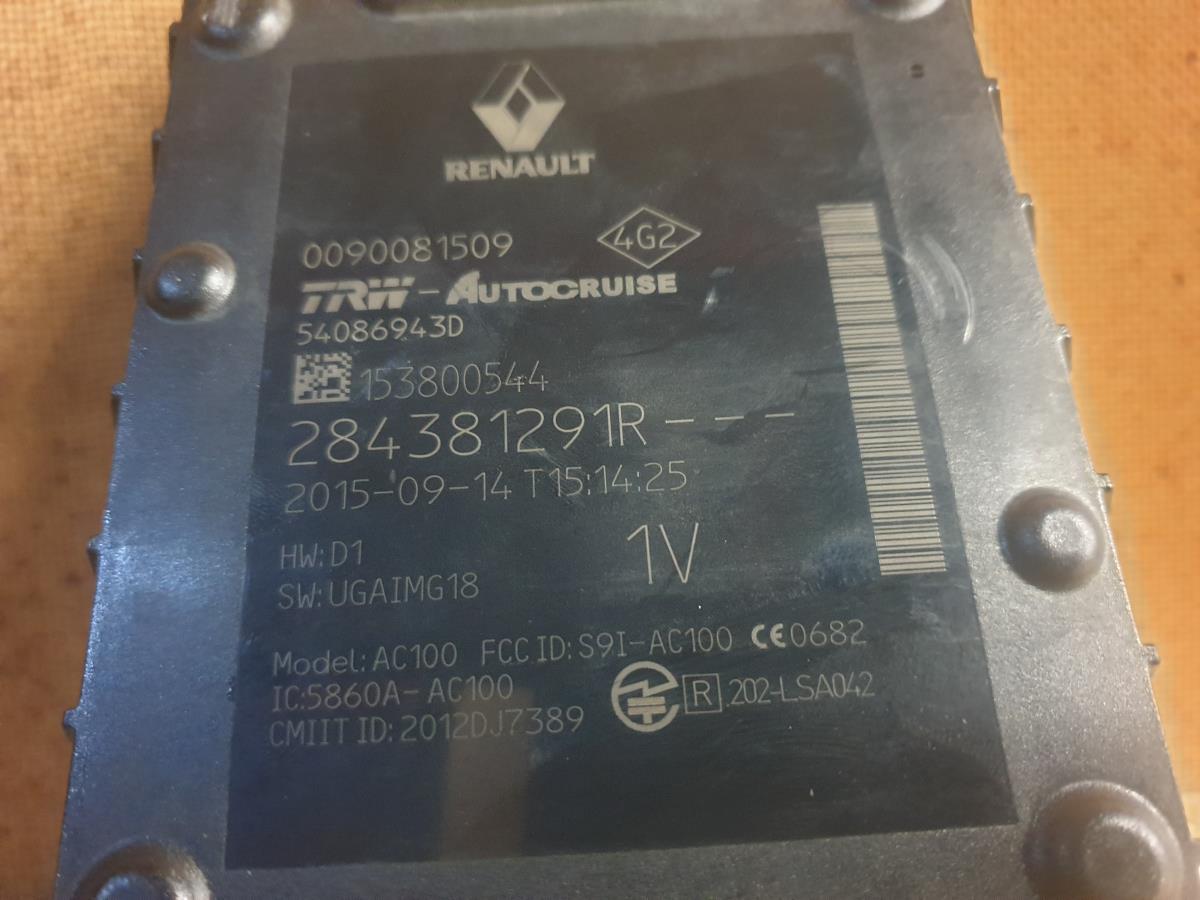 RENAULT
0090081509 4G2
TRW-AUTOCRUISE
54086943D
153800544
284381291R---
2015-09-14 T15:14:25
HW:D1
1V
SW:UGAIMG18
Model:AC100 FCC ID:S9I-AC100 CE0682
IC:5860A-AC100
R 202-LSA042
CMIIT ID:2012DJ7389